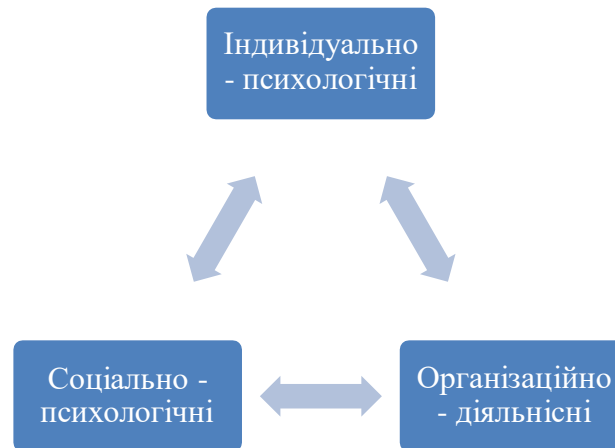 Індивідуально
- психологічні
Соціально -
психологічні
Організаційно
- діяльнісні